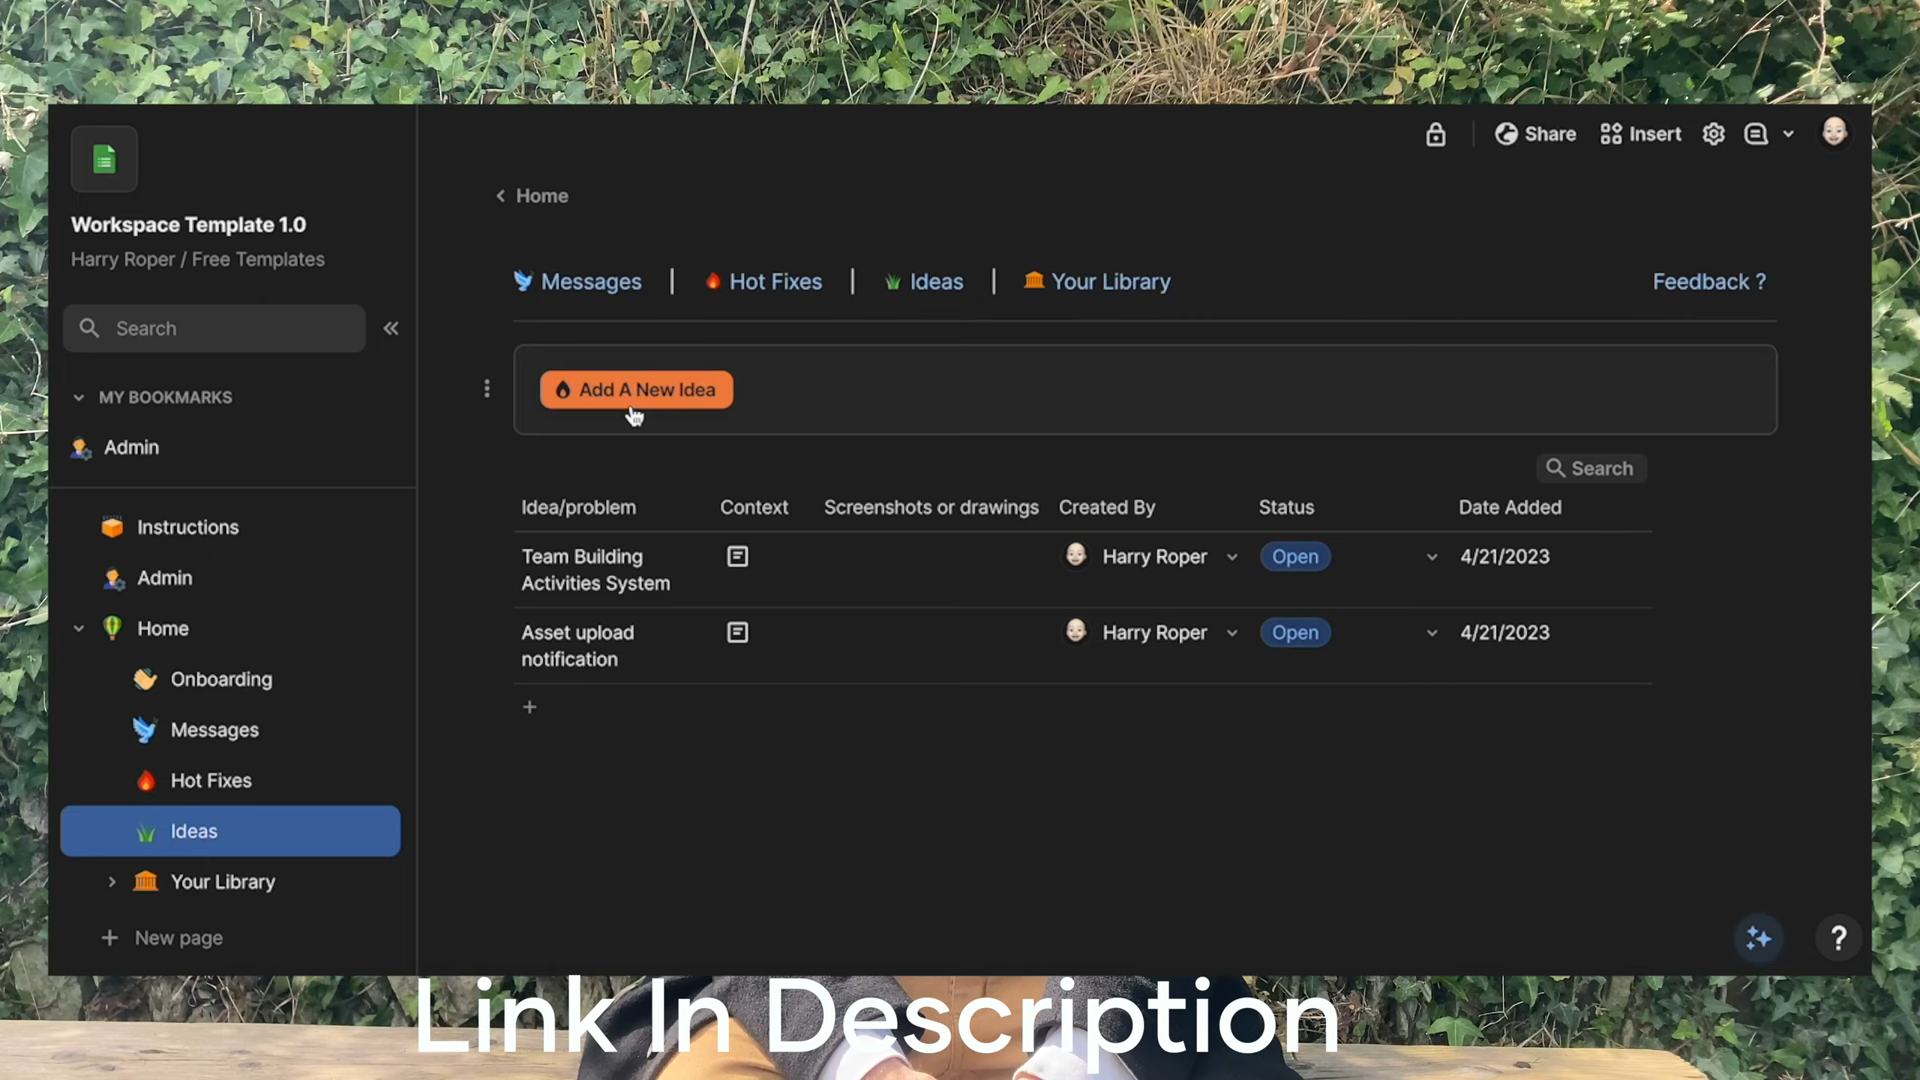 Workspace Template 1.0
Harry Roper / Free Templates
Search
MY BOOKMARKS
Admin
Instructions
Admin
Home
Onboarding
Messages
Hot Fixes
Ideas
Your Library
New page
Share
Insert
Home
Messages | Hot Fixes | Ideas | Your Library
Feedback ?
Add A New Idea
Search
Idea/problem Context Screenshots or drawings Created By Status Date Added
Team Building
Activities System
Harry Roper Open 4/21/2023
Asset upload
notification
Harry Roper Open 4/21/2023
?
Link In Description